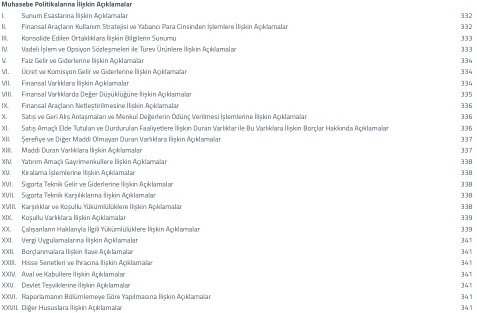 Muhasebe Politikalarına İlişkin Açıklamalar
I. Sunum Esaslarına İlişkin Açıklamalar 332
II. Finansal Araçların Kullanım Stratejisi ve Yabancı Para Cinsinden İşlemlere İlişkin Açıklamalar 332
III. Konsolide Edilen Ortaklıklara İlişkin Bilgilerin Sunumu 333
IV. Vadeli İşlem ve Opsiyon Sözleşmeleri ile Türev Ürünlere İlişkin Açıklamalar 333
V. Faiz Gelir ve Giderlerine İlişkin Açıklamalar 334
VI. Ücret ve Komisyon Gelir ve Giderlerine İlişkin Açıklamalar 334
VII. Finansal Varlıklara İlişkin Açıklamalar 334
VIII. Finansal Varlıklarda Değer Düşüklüğüne İlişkin Açıklamalar 335
IX. Finansal Araçların Netleştirilmesine İlişkin Açıklamalar 336
X. Satış ve Geri Alış Anlaşmaları ve Menkul Değerlerin Ödünç Verilmesi İşlemlerine İlişkin Açıklamalar 336
XI. Satış Amaçlı Elde Tutulan ve Durdurulan Faaliyetlere İlişkin Duran Varlıklar ile Bu Varlıklara İlişkin Borçlar Hakkında Açıklamalar 336
XII. Şerefiye ve Diğer Maddi Olmayan Duran Varlıklara İlişkin Açıklamalar 337
XIII. Maddi Duran Varlıklara İlişkin Açıklamalar 337
XIV. Yatırım Amaçlı Gayrimenkullere İlişkin Açıklamalar 338
XV. Kiralama İşlemlerine İlişkin Açıklamalar 338
XVI. Sigorta Teknik Gelir ve Giderlerine İlişkin Açıklamalar 338
XVII. Sigorta Teknik Karşılıklarına İlişkin Açıklamalar 338
XVIII. Karşılıklar ve Koşullu Yükümlülüklere İlişkin Açıklamalar 338
XIX. Koşullu Varlıklara İlişkin Açıklamalar 339
XX. Çalışanların Haklarıyla İlgili Yükümlülüklere İlişkin Açıklamalar 339
XXI. Vergi Uygulamalarına İlişkin Açıklamalar 341
XXII. Borçlanmalara İlişkin İlave Açıklamalar 341
XXIII. Hisse Senetleri ve İhracına İlişkin Açıklamalar 341
XXIV. Aval ve Kabullere İlişkin Açıklamalar 341
XXV. Devlet Teşviklerine İlişkin Açıklamalar 341
XXVI. Raporlamanın Bölümlemeye Göre Yapılmasına İlişkin Açıklamalar 341
XXVII. Diğer Hususlara İlişkin Açıklamalar 341